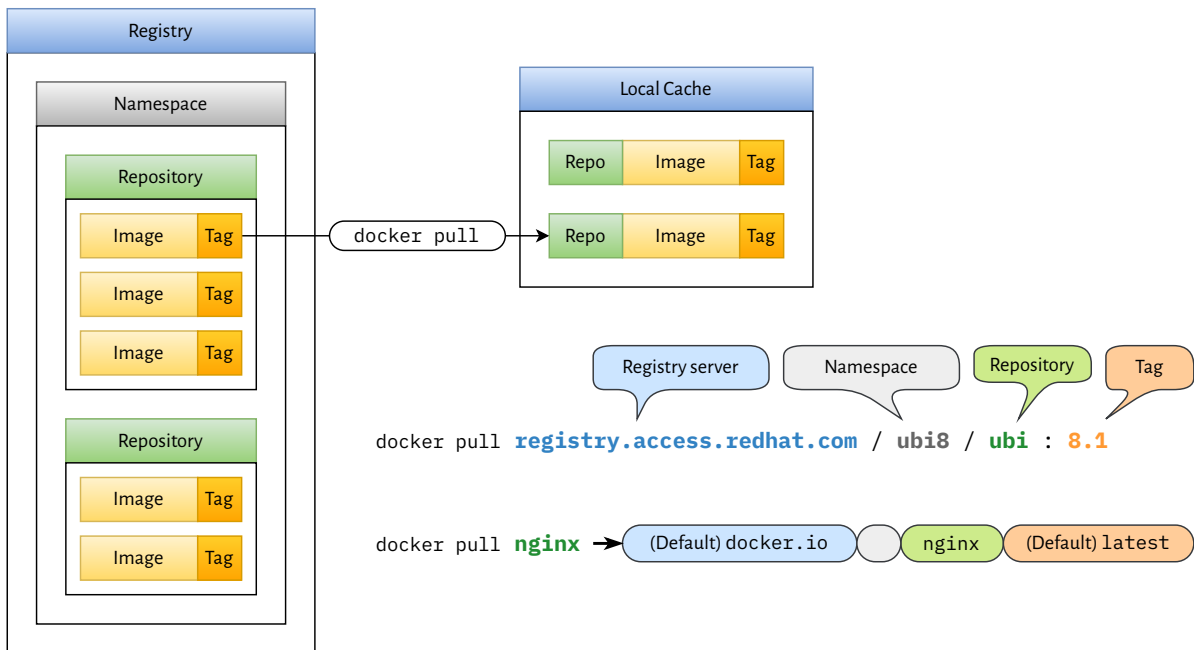 Registry
Namespace
Repository
Image Tag
Image Tag
Image Tag
Repository
Image Tag
Image Tag
docker pull
Local Cache
Repo Image Tag
Repo Image Tag
Registry server Namespace Repository Tag
docker pull registry.access.redhat.com / ubi8 / ubi : 8.1
docker pull nginx (Default) docker.io nginx (Default) latest